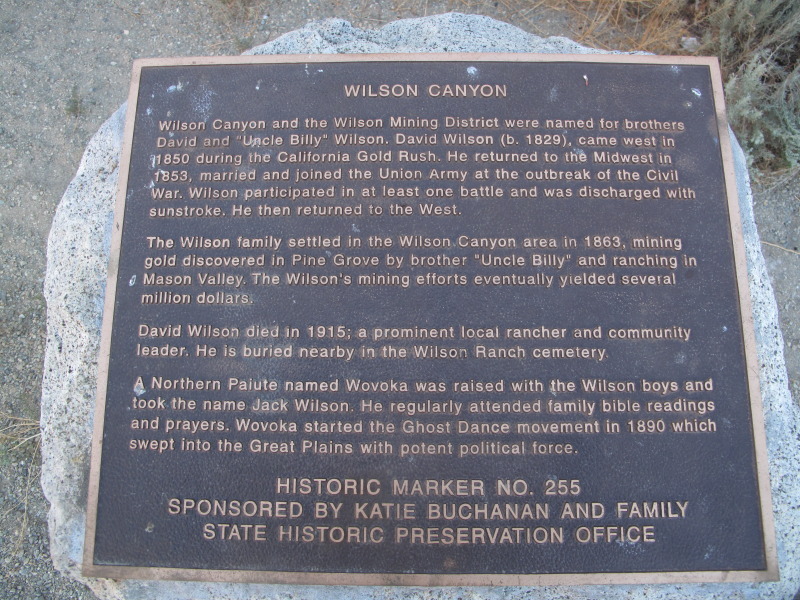 WILSON CANYON
Wilson Canyon and the Wilson Mining District were named for brothers
David and "Uncle Billy" Wilson. David Wilson (b. 1829), came west in
1850 during the California Gold Rush. He returned to the Midwest in
1853, married and joined the Union Army at the outbreak of the Civil
War. Wilson participated in at least one battle and was discharged with
sunstroke. He then returned to the West.
The Wilson family settled in the Wilson Canyon area in 1863, mining
gold discovered in Pine Grove by brother "Uncle Billy" and ranching in
Mason Valley. The Wilson's mining efforts eventually yielded several
million dollars.
David Wilson died in 1915; a prominent local rancher and community
leader. He is buried nearby in the Wilson Ranch cemetery.
A Northern Paiute named Wovoka was raised with the Wilson boys and
took the name Jack Wilson. He regularly attended family bible readings
and prayers. Wovoka started the Ghost Dance movement in 1890 which
swept into the Great Plains with potent political force.
HISTORIC MARKER NO. 255
SPONSORED BY KATIE BUCHANAN AND FAMILY
STATE HISTORIC PRESERVATION OFFICE